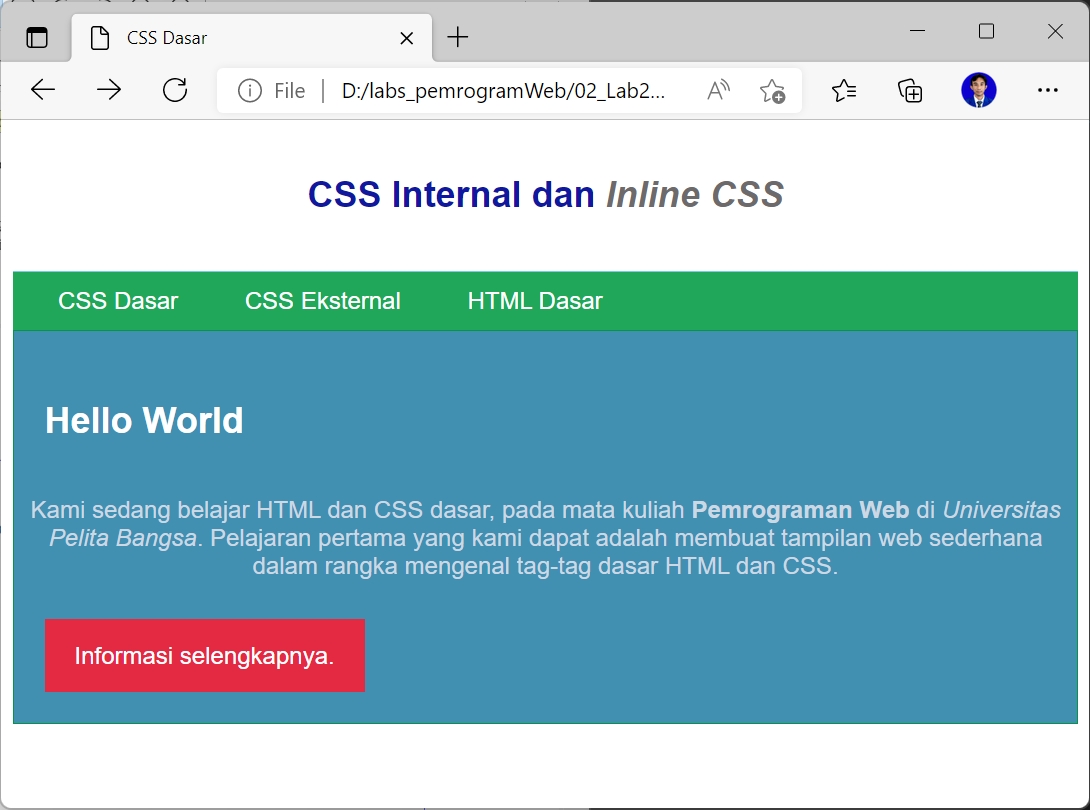 CSS Dasar
File | D:/labs_pemrogramWeb/02_Lab2...
CSS Internal dan Inline CSS
CSS Dasar CSS Eksternal HTML Dasar
Hello World
Kami sedang belajar HTML dan CSS dasar, pada mata kuliah Pemrograman Web di Universitas
Pelita Bangsa. Pelajaran pertama yang kami dapat adalah membuat tampilan web sederhana
dalam rangka mengenal tag-tag dasar HTML dan CSS.
Informasi selengkapnya.